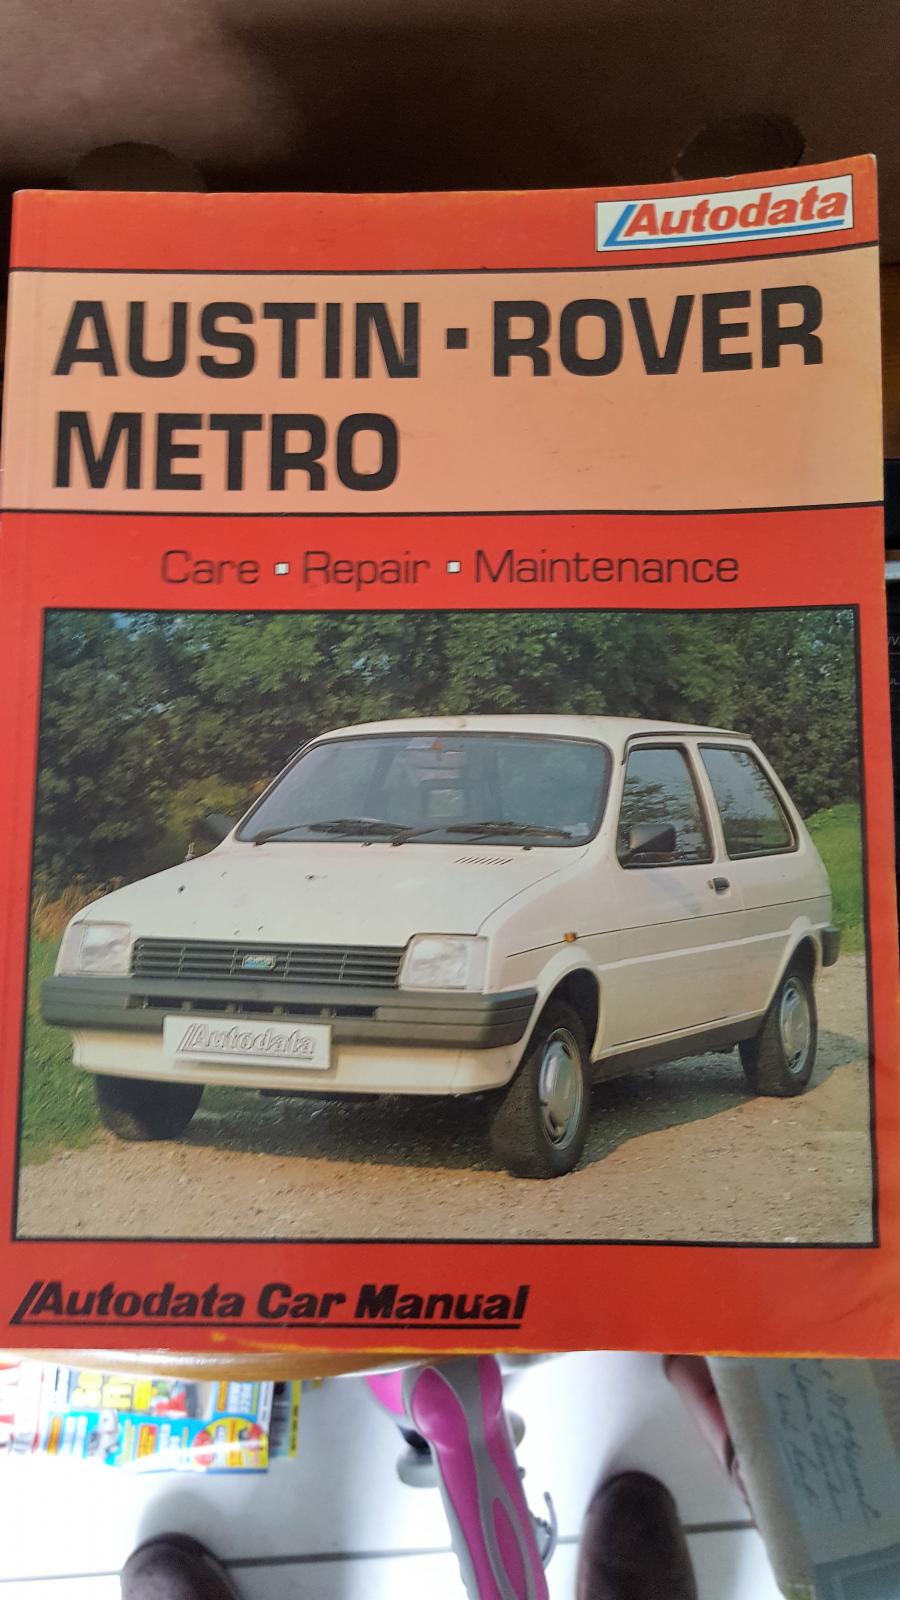 Autodata
AUSTIN▪ROVER
METRO
Care ▪ Repair ▪ Maintenance
Autodata
Autodata Car Manual